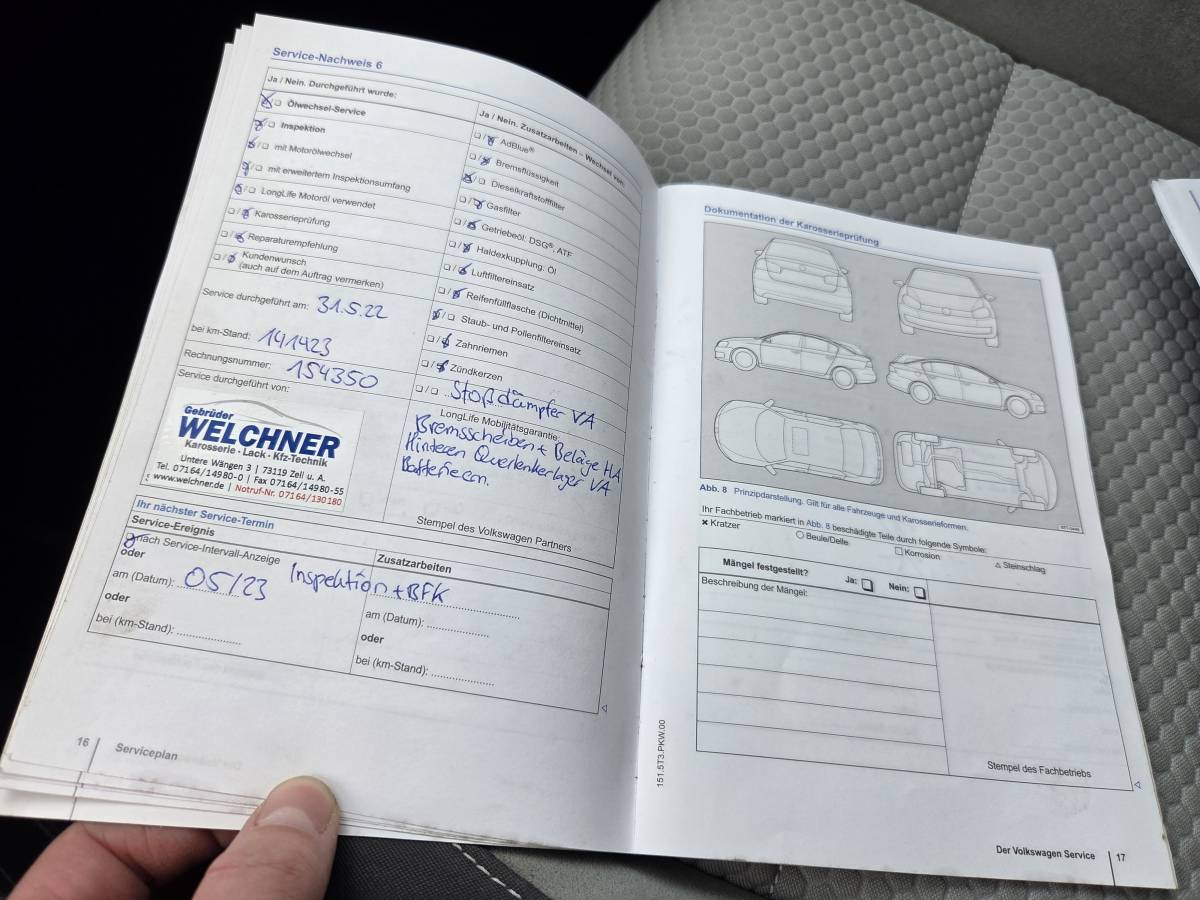 Service-Nachweis 6
Ja / Nein. Durchgeführt wurde:
Ölwechsel-Service
Inspektion
mit Motorölwechsel
mit erweitertem Inspektionsumfang
LongLife Motoröl verwendet
Karosserieprüfung
Reparaturempfehlung
Kundenwunsch
(auch auf dem Auftrag vermerken)
Service durchgeführt am: 31.5.22
bei km-Stand: 141423
Rechnungsnummer: 154350
Service durchgeführt von:
Gebrüder
WELCHNER
Karosserie · Lack · Kfz-Technik
Untere Wängen 3 | 73119 Zell u. A.
Tel. 07164/14980-0 | Fax 07164/14980-55
www.welchner.de | Notruf-Nr. 07164/130180
Ja / Nein. Zusatzarbeiten – Wechsel von:
AdBlue®
Bremsflüssigkeit
Dieselkraftstofffilter
Gasfilter
Getriebeöl: DSG®, ATF
Haldexkupplung: Öl
Luftfiltereinsatz
Reifenfüllflasche (Dichtmittel)
Staub- und Pollenfiltereinsatz
Zahnriemen
Zündkerzen
Stoßdämpfer VA
LongLife Mobilitätsgarantie
Bremsscheiben + Beläge HA
Hinteren Querlenkerlager VA
Stempel des Volkswagen Partners
Ihr nächster Service-Termin
Service-Ereignis
nach Service-Intervall-Anzeige
oder
am (Datum): 05/23 Inspektion + BFK
oder
bei (km-Stand):
Zusatzarbeiten
am (Datum):
oder
bei (km-Stand):
16 Serviceplan
Dokumentation der Karosserieprüfung
Abb. 8 Prinzipdarstellung. Gilt für alle Fahrzeuge und Karosserieformen.
Ihr Fachbetrieb markiert in Abb. 8 beschädigte Teile durch folgende Symbole:
× Kratzer ○ Beule/Delle □ Korrosion △ Steinschlag
Mängel festgestellt? Ja: Nein:
Beschreibung der Mängel:
Stempel des Fachbetriebs
151.5T3.PKW.00
Der Volkswagen Service 17